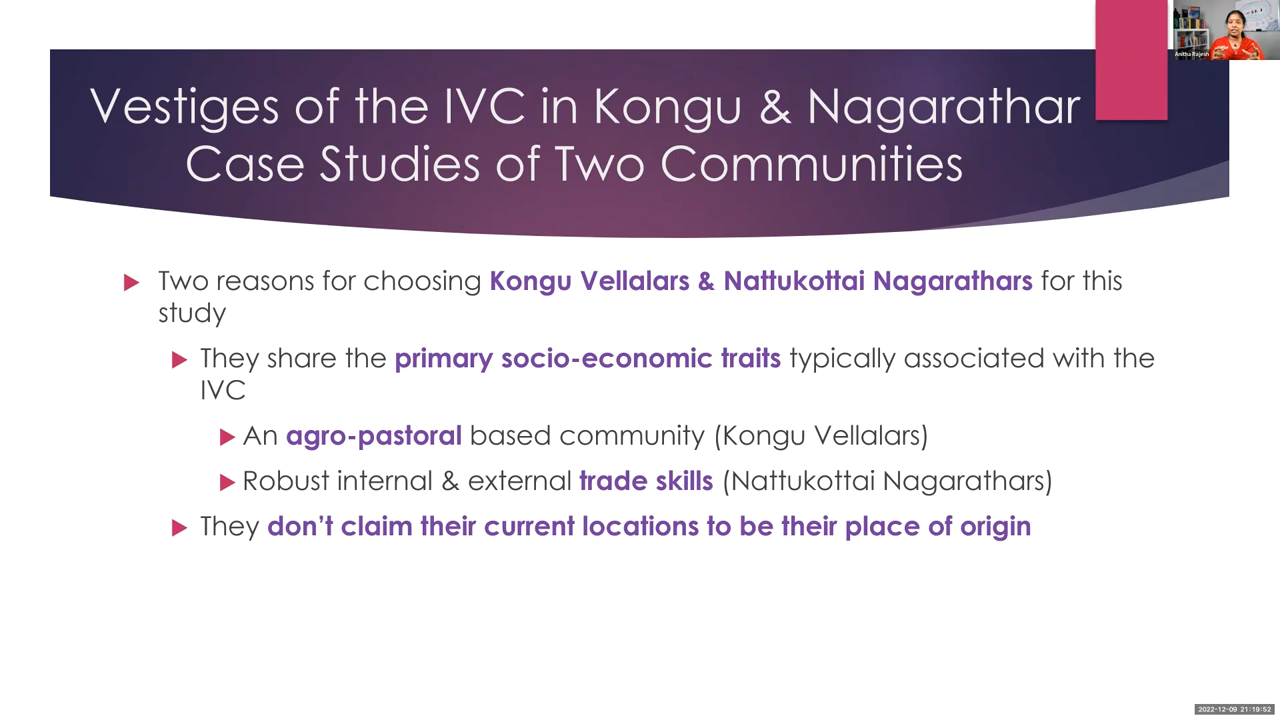 Vestiges of the IVC in Kongu & Nagarathar
Case Studies of Two Communities
Two reasons for choosing Kongu Vellalars & Nattukottai Nagarathars for this
study
They share the primary socio-economic traits typically associated with the
IVC
An agro-pastoral based community (Kongu Vellalars)
Robust internal & external trade skills (Nattukottai Nagarathars)
They don't claim their current locations to be their place of origin
Anitha Rajesh
2022-12-09 21:19:52